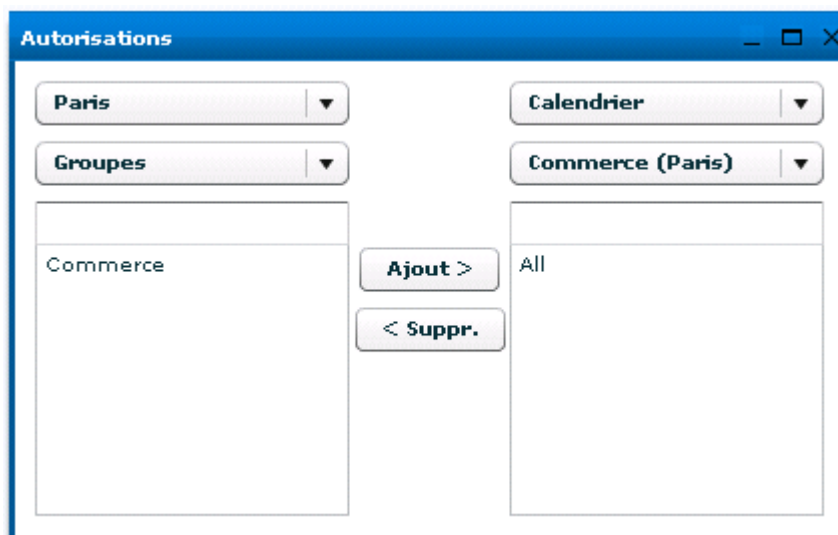 Autorisations
Paris
Calendrier
Groupes
Commerce (Paris)
Commerce
Ajout >
All
< Suppr.